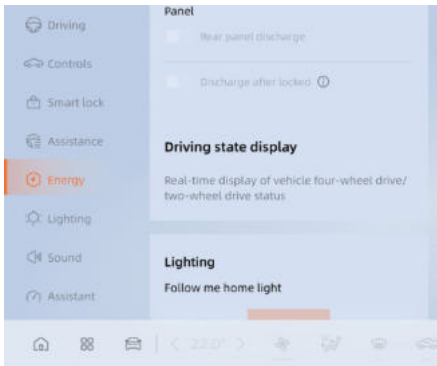 Driving
Controls
Smart lock
Assistance
Energy
Lighting
Sound
Assistant
Panel
Rear panel discharge
Discharge after locked
Driving state display
Real-time display of vehicle four-wheel drive/
two-wheel drive status
Lighting
Follow me home light
< 22.0° >